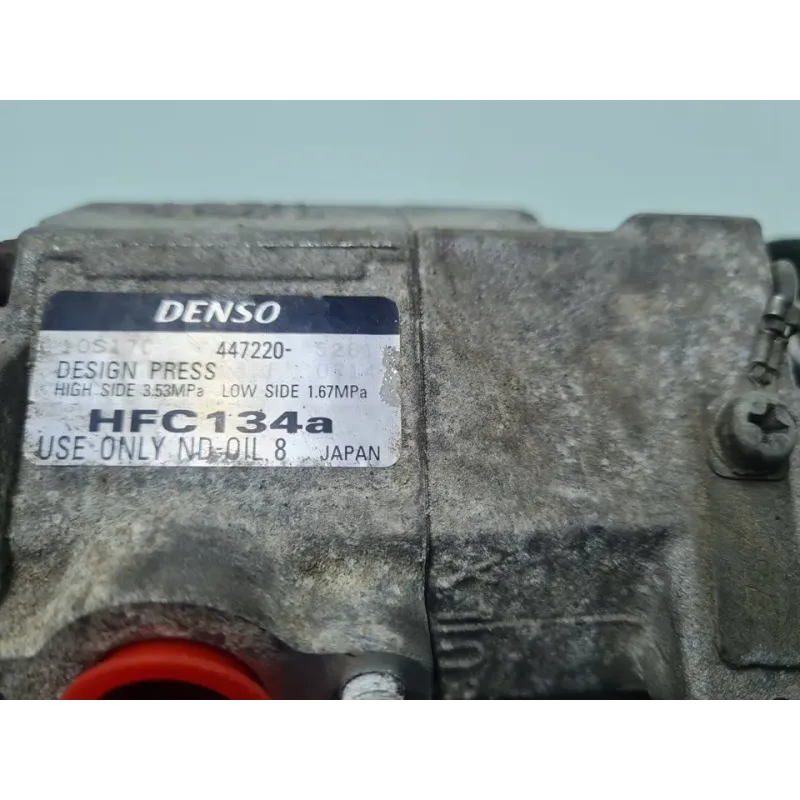 DENSO
10S17C 447220-
DESIGN PRESS
HIGH SIDE 3.53MPa LOW SIDE 1.67MPa
HFC134a
USE ONLY ND-OIL 8 JAPAN